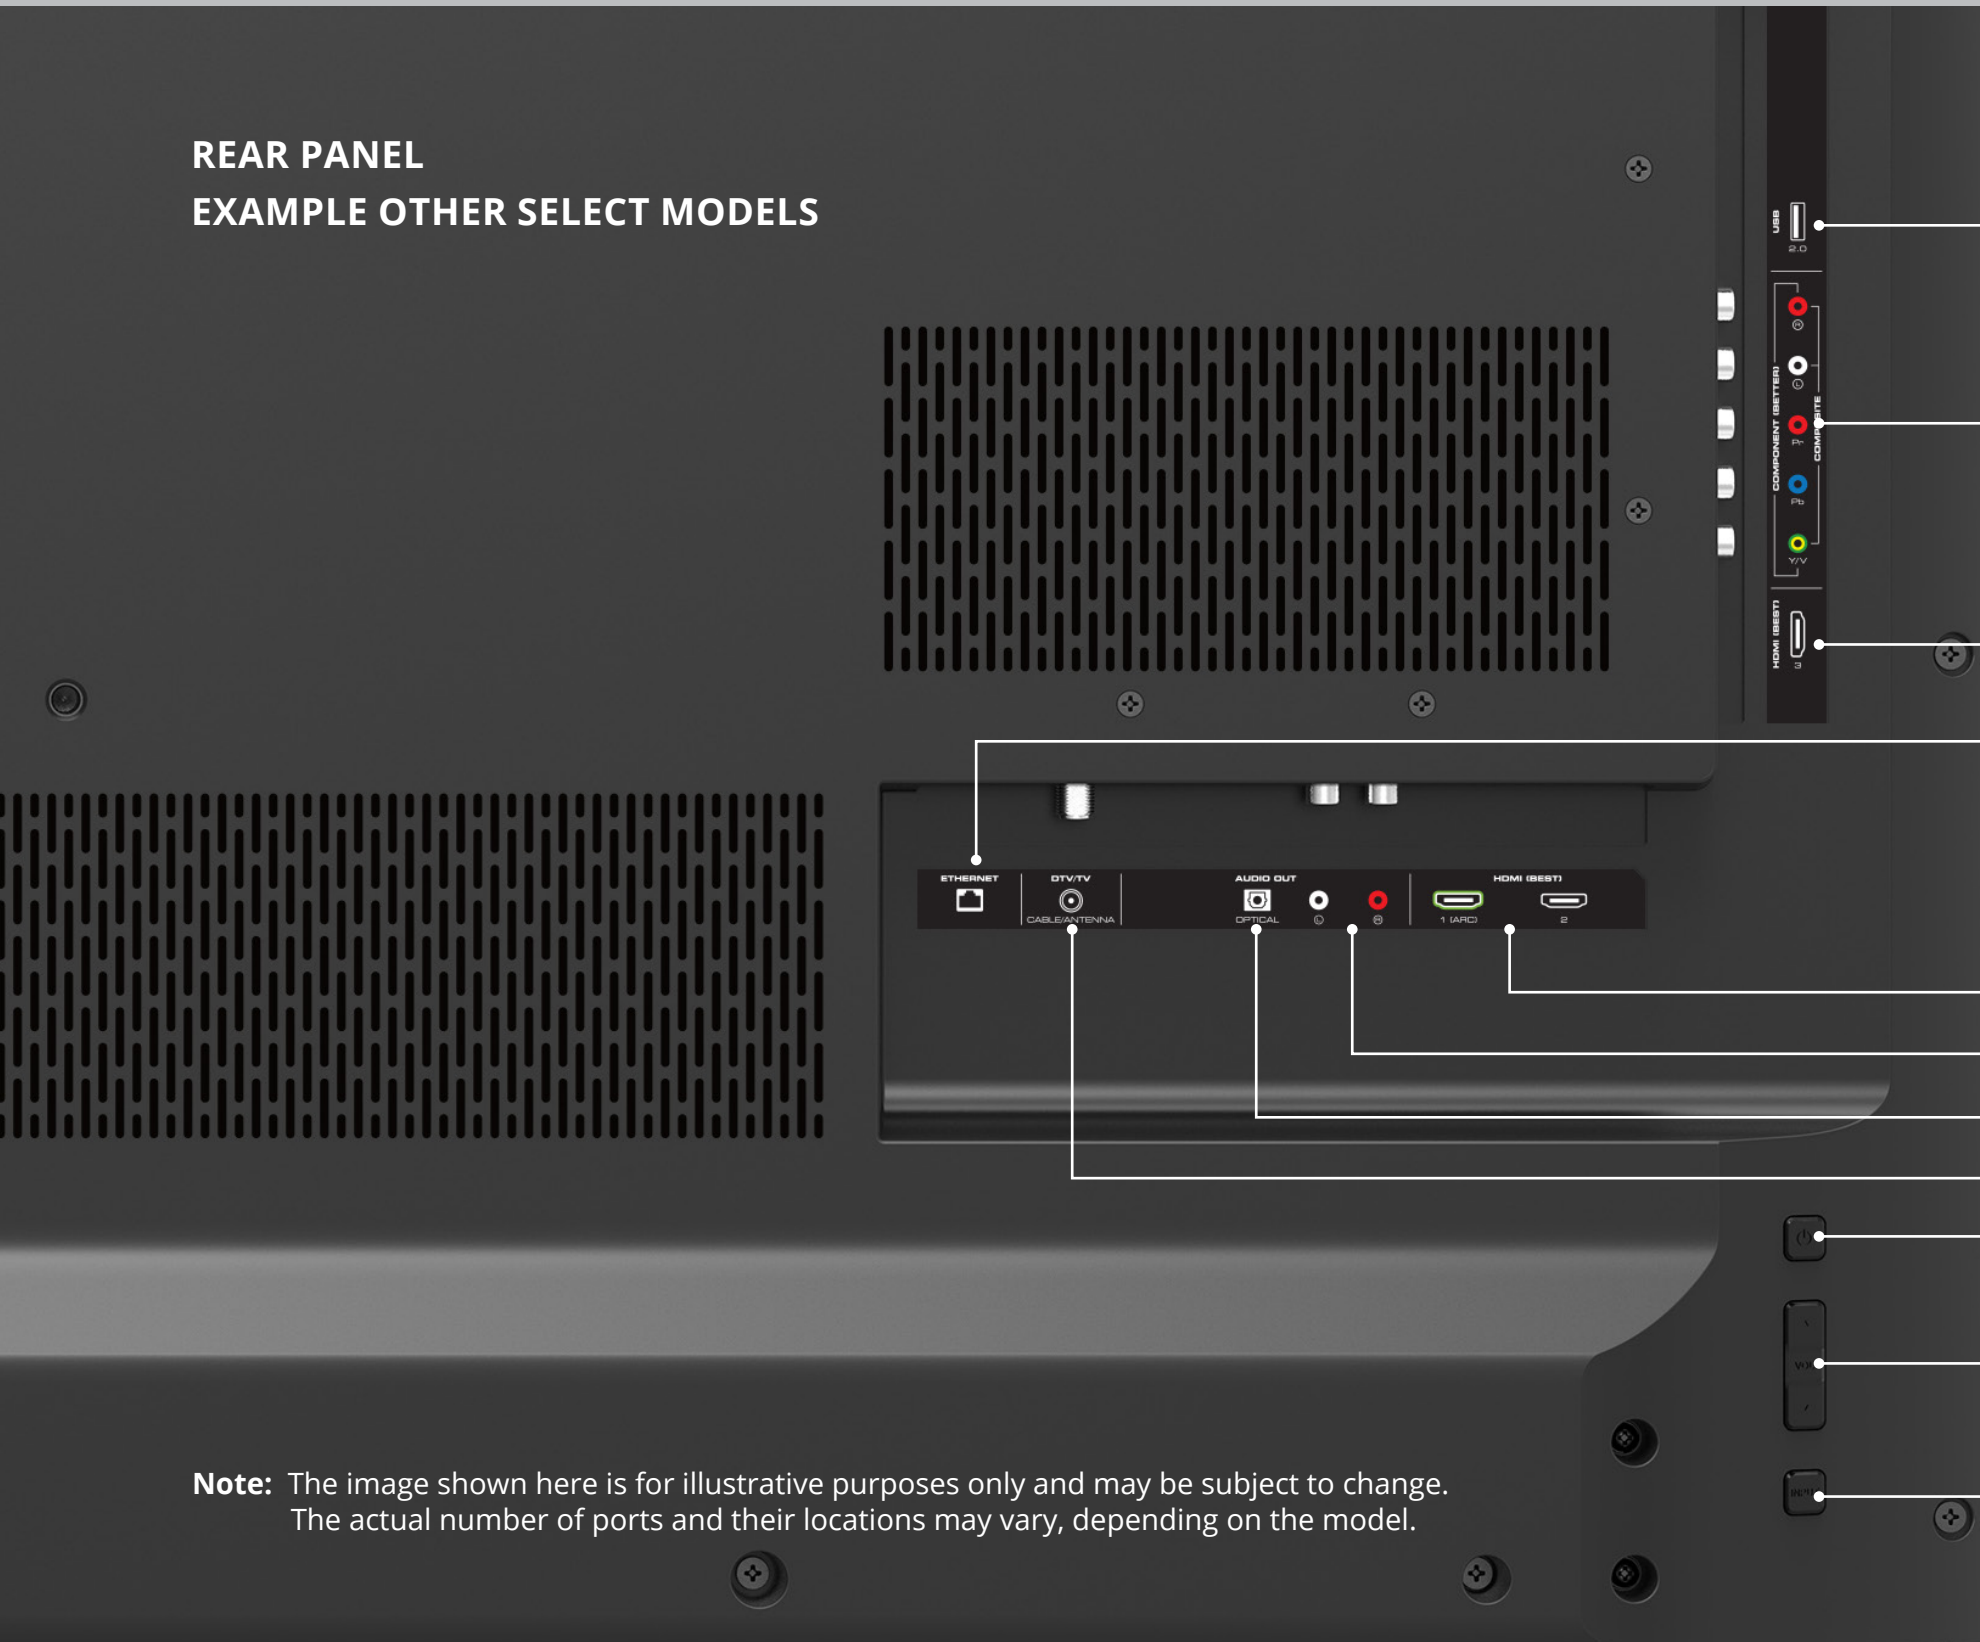 REAR PANEL
EXAMPLE OTHER SELECT MODELS
USB
2.0
COMPONENT (BETTER)
R
L
Pr
Pb
Y/V
HDMI (BEST)
3
ETHERNET
DTV/TV
CABLE/ANTENNA
AUDIO OUT
OPTICAL
L
R
HDMI (BEST)
1 (ARC)
2
INPUT
Note: The image shown here is for illustrative purposes only and may be subject to change.
The actual number of ports and their locations may vary, depending on the model.